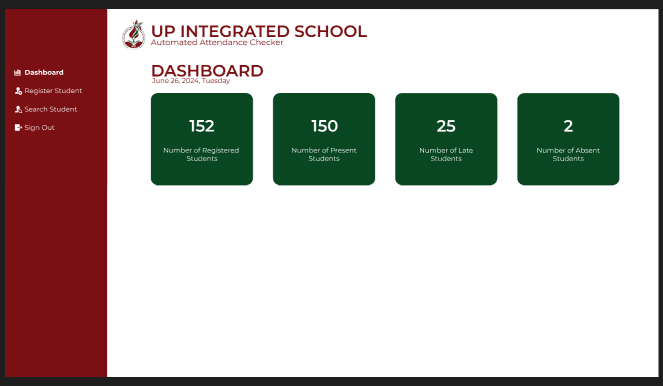 UP INTEGRATED SCHOOL
Automated Attendance Checker
Dashboard
Register Student
Search Student
Sign Out
DASHBOARD
June 26, 2024, Tuesday
152
Number of Registered
Students
150
Number of Present
Students
25
Number of Late
Students
2
Number of Absent
Students